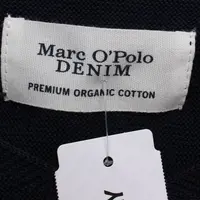 Marc O'Polo
DENIM
PREMIUM ORGANIC COTTON